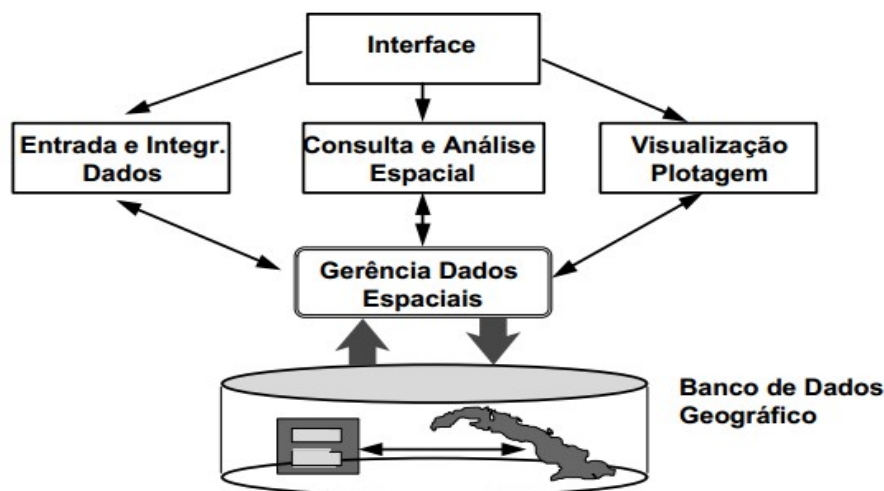 Interface
Entrada e Integr.
Dados
Consulta e Análise
Espacial
Visualização
Plotagem
Gerência Dados
Espaciais
Banco de Dados
Geográfico